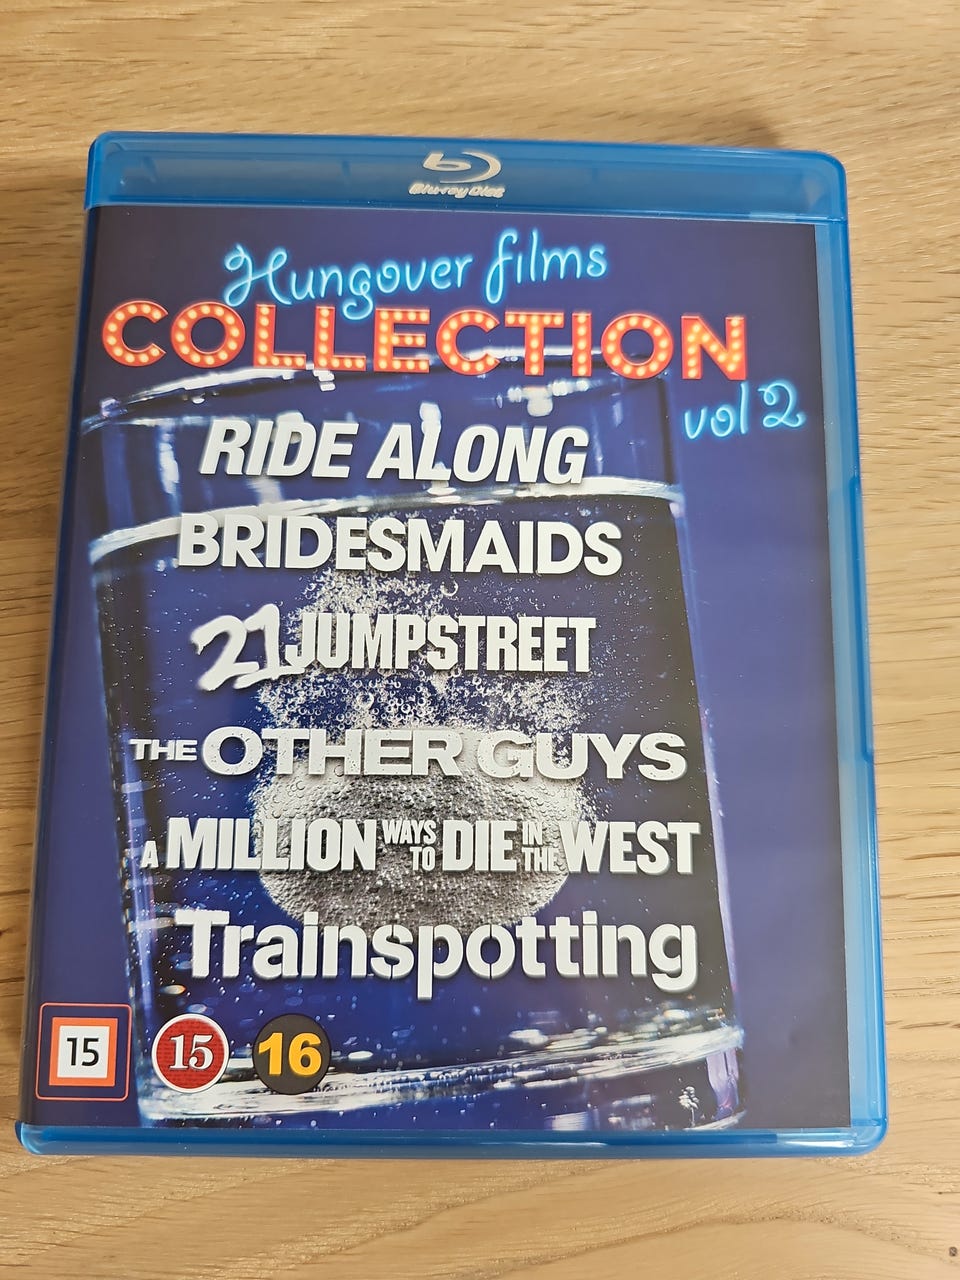 Blu-ray Disc
Hungover films
COLLECTION
vol 2
RIDE ALONG
BRIDESMAIDS
21 JUMPSTREET
THE OTHER GUYS
A MILLION WAYS TO DIE IN THE WEST
Trainspotting
15 15 16